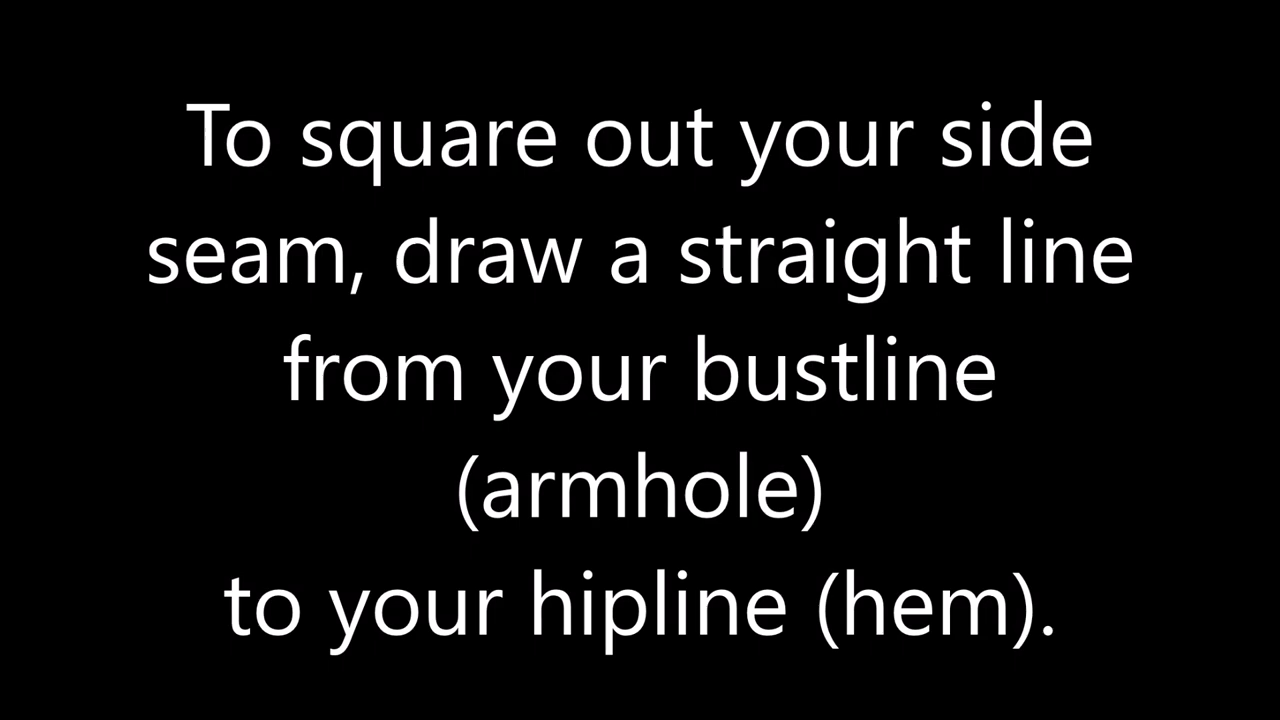 To square out your side
seam, draw a straight line
from your bustline
(armhole)
to your hipline (hem).